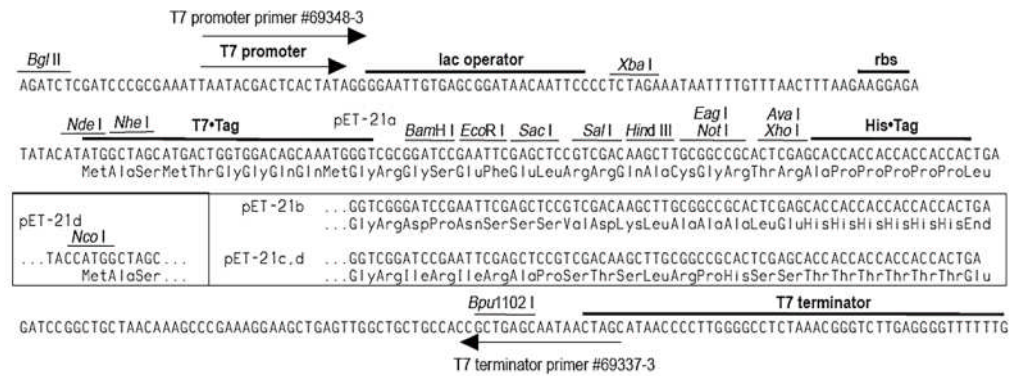 T7 promoter primer #69348-3
Bgl II T7 promoter lac operator Xba I rbs
AGATCTCGATCCCGCGAAATTAATACGACTCACTATAGGGGAATTGTGAGCGGATAACAATTCCCCTCTAGAAATAATTTTGTTTAACTTTAAGAAGGAGA
Nde I Nhe I T7•Tag pET-21a BamH I EcoR I Sac I Sal I Hind III Eag I Not I Ava I Xho I His•Tag
TATACATATGGCTAGCATGACTGGTGGACAGCAAATGGGTCGCGGATCCGAATTCGAGCTCCGTCGACAAGCTTGCGGCCGCACTCGAGCACCACCACCACCACCACTGA
MetAlaSerMetThrGlyGlyGlnGlnMetGlyArgGlySerGluPheGluLeuArgArgGlnAlaCysGlyArgThrArgAlaProProProProProLeu
pET-21b ...GGTCGGGATCCGAATTCGAGCTCCGTCGACAAGCTTGCGGCCGCACTCGAGCACCACCACCACCACCACTGA
...GlyArgAspProAsnSerSerSerValAspLysLeuAlaAlaAlaLeuGluHisHisHisHisHisHisEnd
pET-21d
Nco I
...TACCATGGCTAGC...
MetAlaSer...
pET-21c,d ...GGTCGGATCCGAATTCGAGCTCCGTCGACAAGCTTGCGGCCGCACTCGAGCACCACCACCACCACCACTGA
...GlyArgIleArgIleArgAlaProSerThrSerLeuArgProHisSerSerThrThrThrThrThrThrGlu
Bpu1102 I T7 terminator
GATCCGGCTGCTAACAAAGCCCGAAAGGAAGCTGAGTTGGCTGCTGCCACCGCTGAGCAATAACTAGCATAACCCCTTGGGGCCTCTAAACGGGTCTTGAGGGGTTTTTTG
T7 terminator primer #69337-3